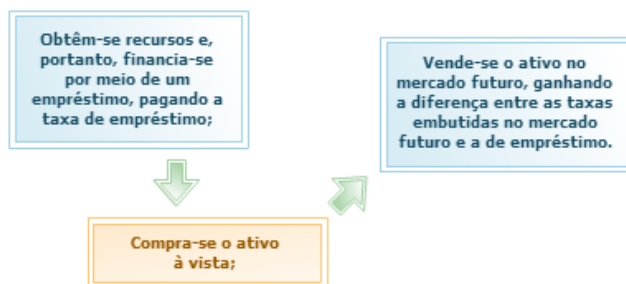 Obtêm-se recursos e,
portanto, financia-se
por meio de um
empréstimo, pagando a
taxa de empréstimo;
Compra-se o ativo
à vista;
Vende-se o ativo no
mercado futuro, ganhando
a diferença entre as taxas
embutidas no mercado
futuro e a de empréstimo.